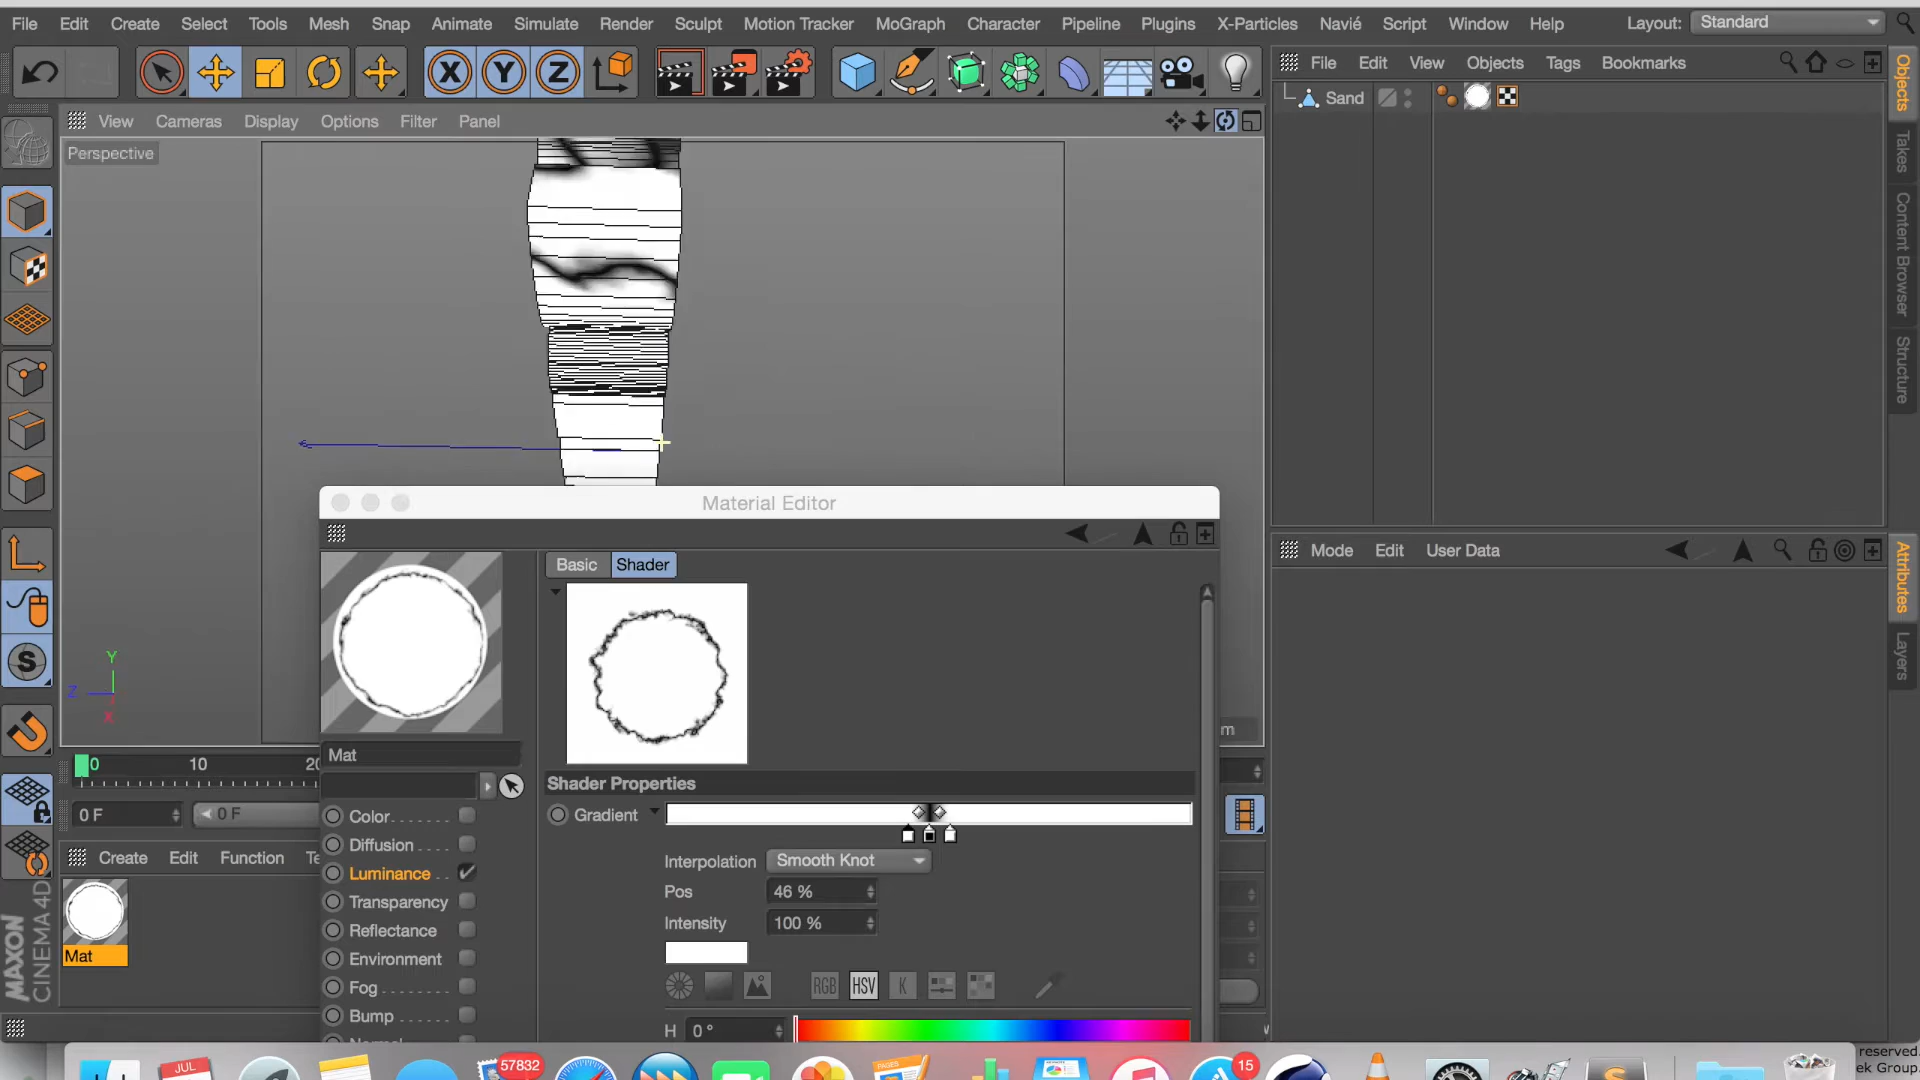 File Edit Create Select Tools Mesh Snap Animate Simulate Render Sculpt Motion Tracker MoGraph Character Pipeline Plugins X-Particles Navié Script Window Help Layout: Standard
X Y Z
File Edit View Objects Tags Bookmarks
Objects
Takes
Content Browser
Structure
Sand
View Cameras Display Options Filter Panel
Perspective
Material Editor
Mode Edit User Data
Attributes
Layers
Basic Shader
S
Y
Z
X
m
Mat
0 10 20
Shader Properties
0 F 0 F
Color
Gradient
Diffusion
Create Edit Function Te
Luminance
Interpolation Smooth Knot
Transparency
Pos 46 %
Reflectance
Intensity 100 %
Environment
Mat
Fog
RGB HSV K
Bump
H 0 °
MAXON
CINEMA 4D
JUL
57832
PAGES
15
S
reserved.
ek Group